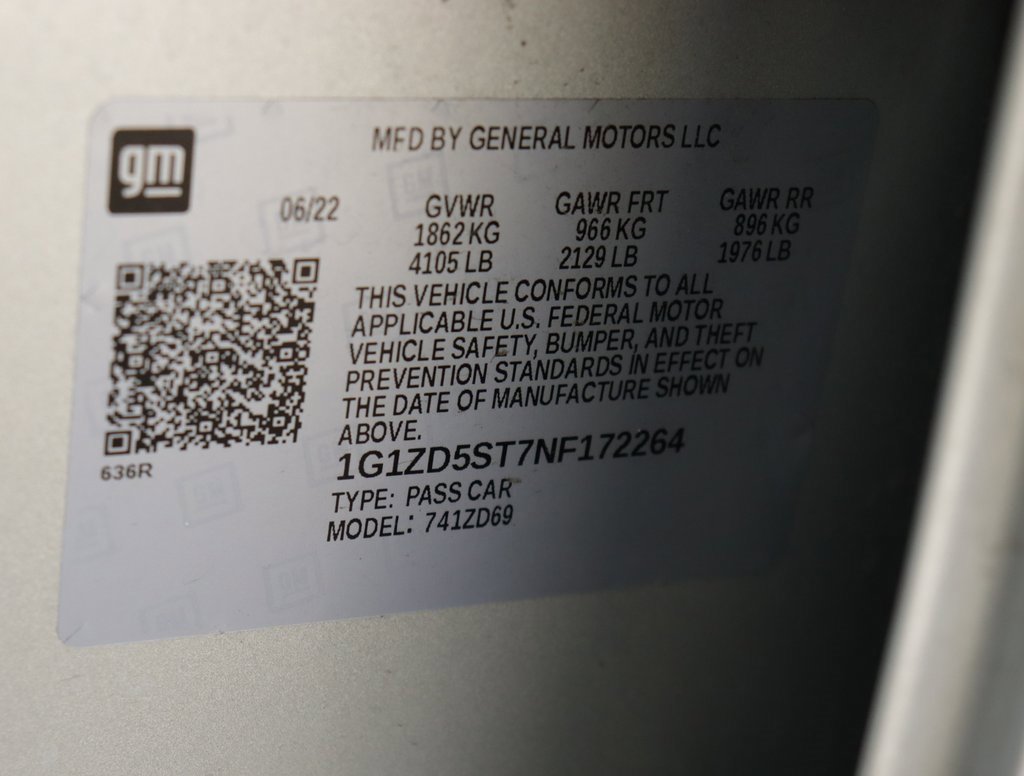 gm
MFD BY GENERAL MOTORS LLC
06/22 GVWR GAWR FRT GAWR RR
1862 KG 966 KG 896 KG
4105 LB 2129 LB 1976 LB
THIS VEHICLE CONFORMS TO ALL
APPLICABLE U.S. FEDERAL MOTOR
VEHICLE SAFETY, BUMPER, AND THEFT
PREVENTION STANDARDS IN EFFECT ON
THE DATE OF MANUFACTURE SHOWN
ABOVE.
636R
1G1ZD5ST7NF172264
TYPE: PASS CAR
MODEL: 741ZD69